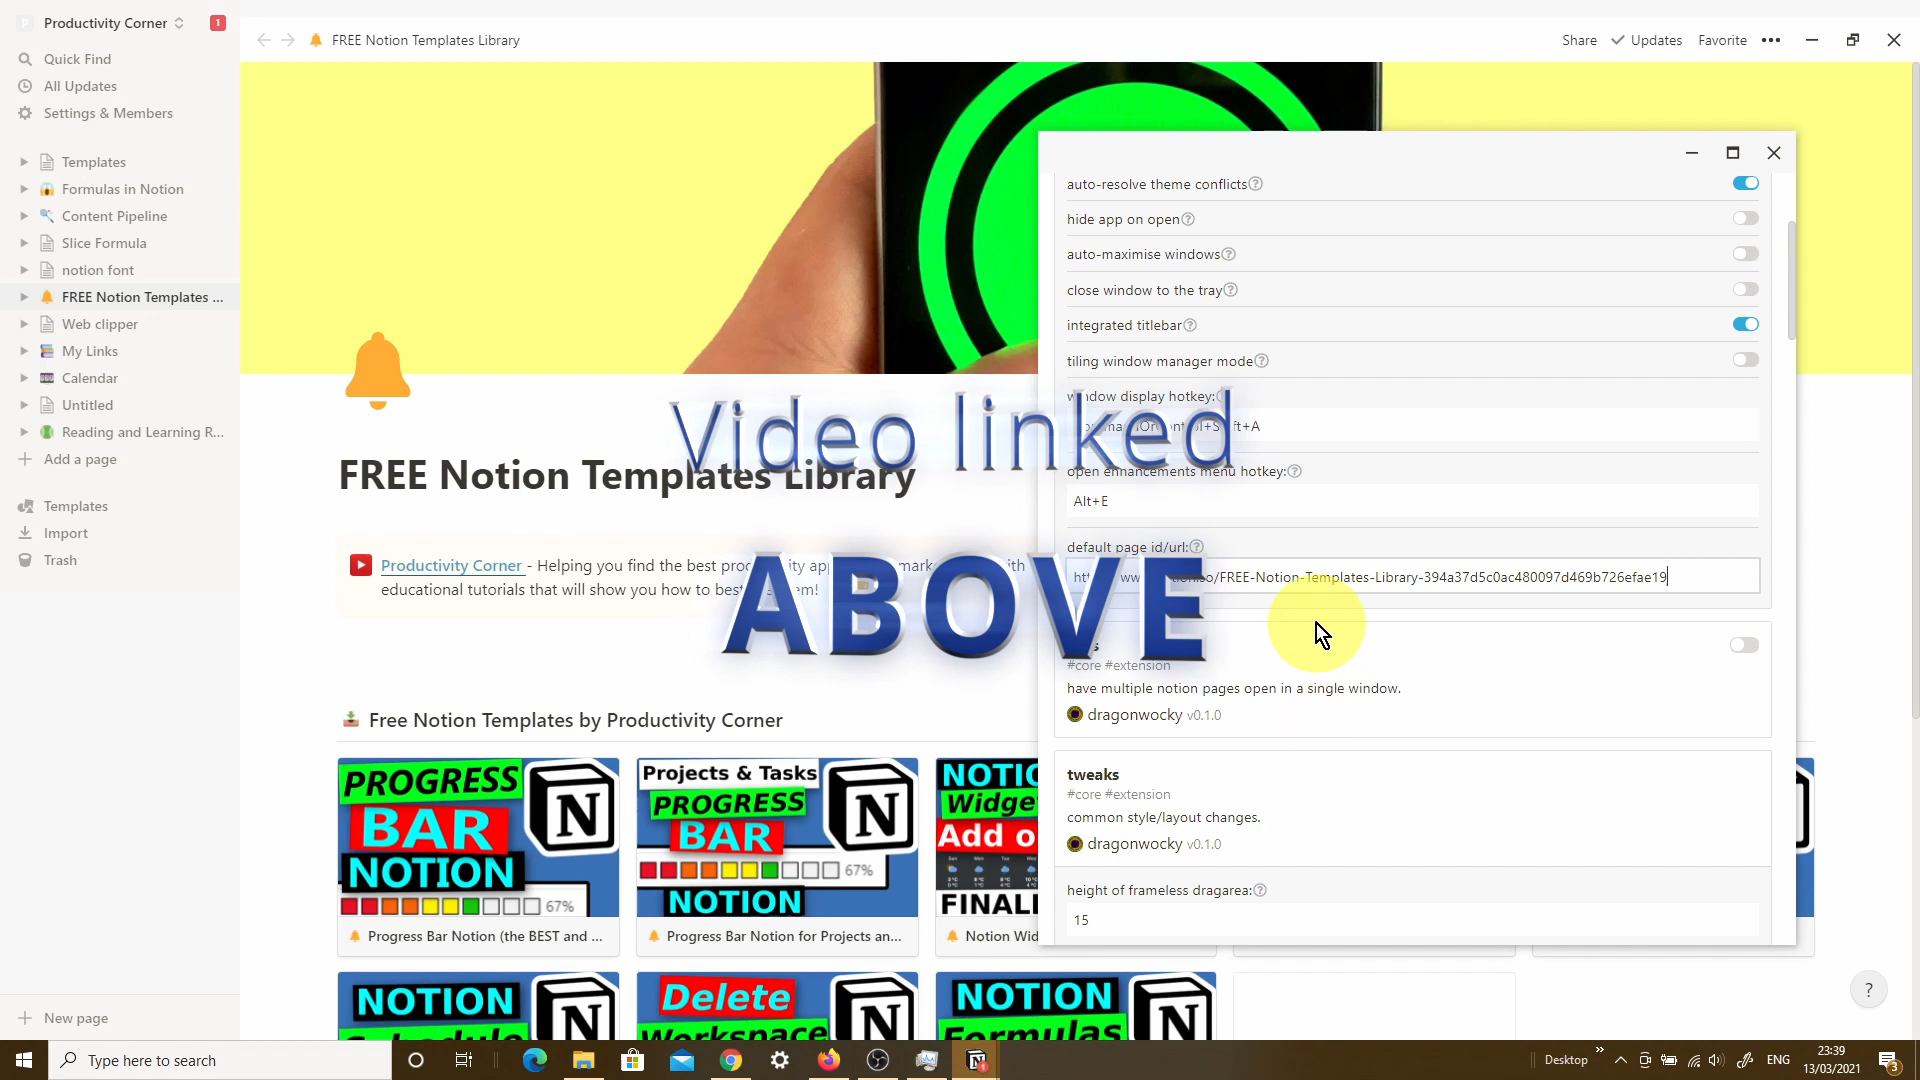 Productivity Corner
1
Quick Find
All Updates
Settings & Members
Templates
Formulas in Notion
Content Pipeline
Slice Formula
notion font
FREE Notion Templates ...
Web clipper
My Links
Calendar
Untitled
Reading and Learning R...
Add a page
Templates
Import
Trash
New page
FREE Notion Templates Library
Share
Updates
Favorite
Video linked
ABOVE
FREE Notion Templates Library
Productivity Corner - Helping you find the best
educational tutorials that will show you how to
Free Notion Templates by Productivity Corner
PROGRESS
BAR
NOTION
67%
Progress Bar Notion (the BEST and ...
Projects & Tasks
PROGRESS
BAR
67%
NOTION
Progress Bar Notion for Projects an...
Add
NOTION
Delete
Workspace
NOTION
Formulas
auto-resolve theme conflicts
hide app on open
auto-maximise windows
close window to the tray
integrated titlebar
tiling window manager mode
window display hotkey:
open enhancements menu hotkey:
Alt+E
default page id/url:
/FREE-Notion-Templates-Library-394a37d5c0ac480097d469b726efae19
#core #extension
have multiple notion pages open in a single window.
dragonwocky v0.1.0
tweaks
#core #extension
common style/layout changes.
dragonwocky v0.1.0
height of frameless dragarea:
15
?
Type here to search
Desktop
ENG
23:39
13/03/2021
3